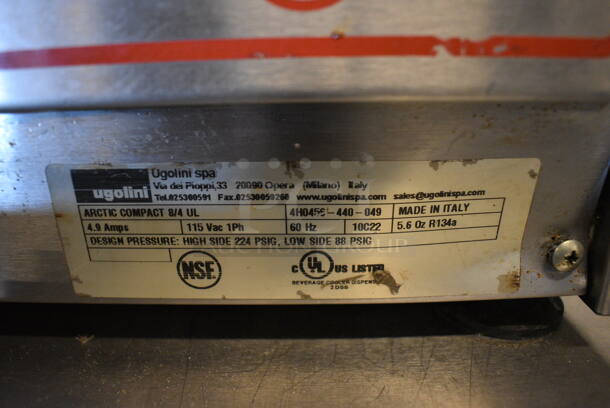 ugolini
Ugolini spa
Via dei Pioppi,33 20090 Opera (Milano) Italy
Tel.025300591 Fax.02530059260 www.ugolinispa.com sales@ugolinispa.com
ARCTIC COMPACT 8/4 UL 4H04 -440-049 MADE IN ITALY
4.9 Amps 115 Vac 1Ph 60 Hz 10C22 5.6 Oz R134a
DESIGN PRESSURE: HIGH SIDE 224 PSIG, LOW SIDE 88 PSIG
NSF
C UL US LISTED
BEVERAGE COOLER DISPENSER